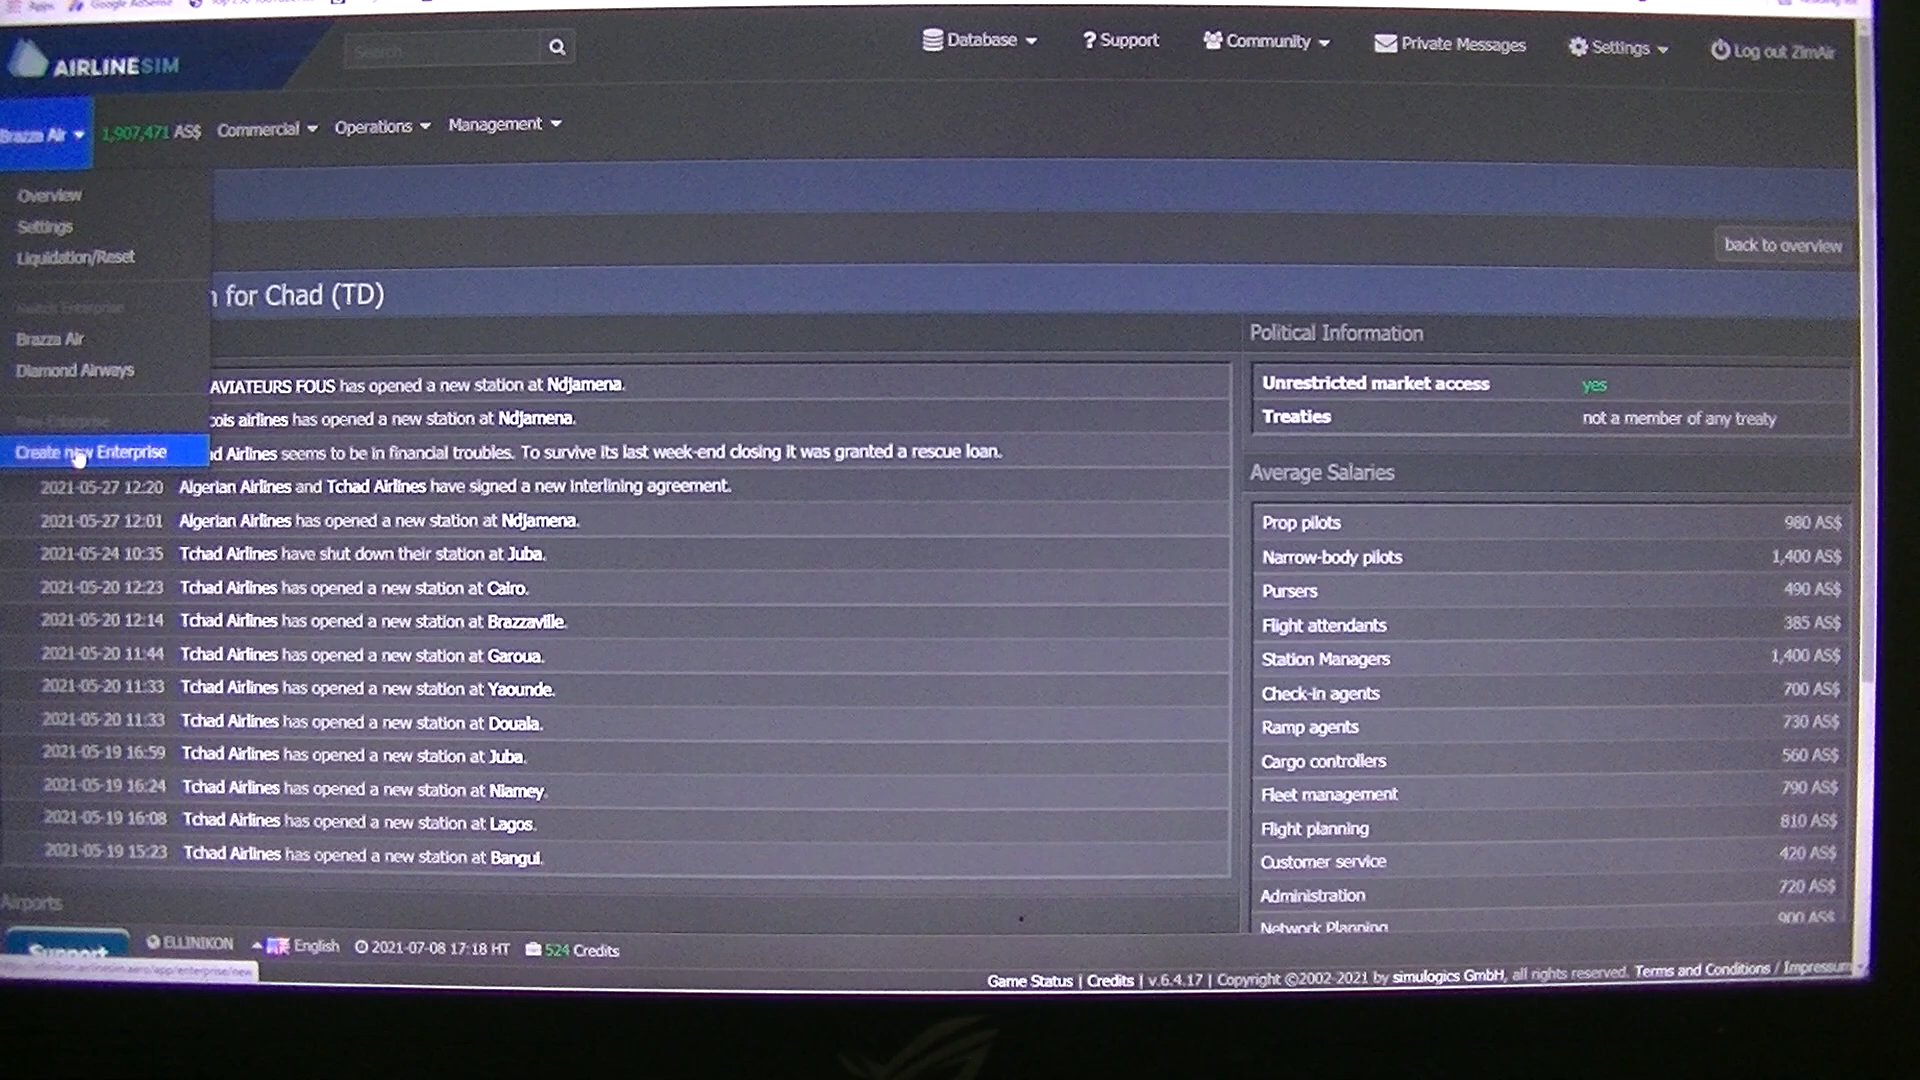 Apps Google AdSense
AIRLINESIM
Search
Database
? Support
Community
Private Messages
Settings
Log out ZimAir
Brazza Air
1,907,471 AS$
Commercial
Operations
Management
Overview
Settings
Liquidation/Reset
Switch Enterprise
Brazza Air
Diamond Airways
New Enterprise
Create new Enterprise
back to overview
for Chad (TD)
AVIATEURS FOUS has opened a new station at Ndjamena.
airlines has opened a new station at Ndjamena.
Airlines seems to be in financial troubles. To survive its last week-end closing it was granted a rescue loan.
2021-05-27 12:20 Algerian Airlines and Tchad Airlines have signed a new interlining agreement.
2021-05-27 12:01 Algerian Airlines has opened a new station at Ndjamena.
2021-05-24 10:35 Tchad Airlines have shut down their station at Juba.
2021-05-20 12:23 Tchad Airlines has opened a new station at Cairo.
2021-05-20 12:14 Tchad Airlines has opened a new station at Brazzaville.
2021-05-20 11:44 Tchad Airlines has opened a new station at Garoua.
2021-05-20 11:33 Tchad Airlines has opened a new station at Yaounde.
2021-05-20 11:33 Tchad Airlines has opened a new station at Douala.
2021-05-19 16:59 Tchad Airlines has opened a new station at Juba.
2021-05-19 16:24 Tchad Airlines has opened a new station at Niamey.
2021-05-19 16:08 Tchad Airlines has opened a new station at Lagos.
2021-05-19 15:23 Tchad Airlines has opened a new station at Bangui.
Political Information
Unrestricted market access yes
Treaties not a member of any treaty
Average Salaries
Prop pilots 980 AS$
Narrow-body pilots 1,400 AS$
Pursers 490 AS$
Flight attendants 385 AS$
Station Managers 1,400 AS$
Check-in agents 700 AS$
Ramp agents 730 AS$
Cargo controllers 560 AS$
Fleet management 790 AS$
Flight planning 810 AS$
Customer service 420 AS$
Administration 720 AS$
Network Planning 900 AS$
Airports
Support
ELLINIKON
English
2021-07-08 17:18 HT
524 Credits
Game Status | Credits | v.6.4.17 | Copyright ©2002-2021 by simulogics GmbH, all rights reserved. Terms and Conditions / Impressum